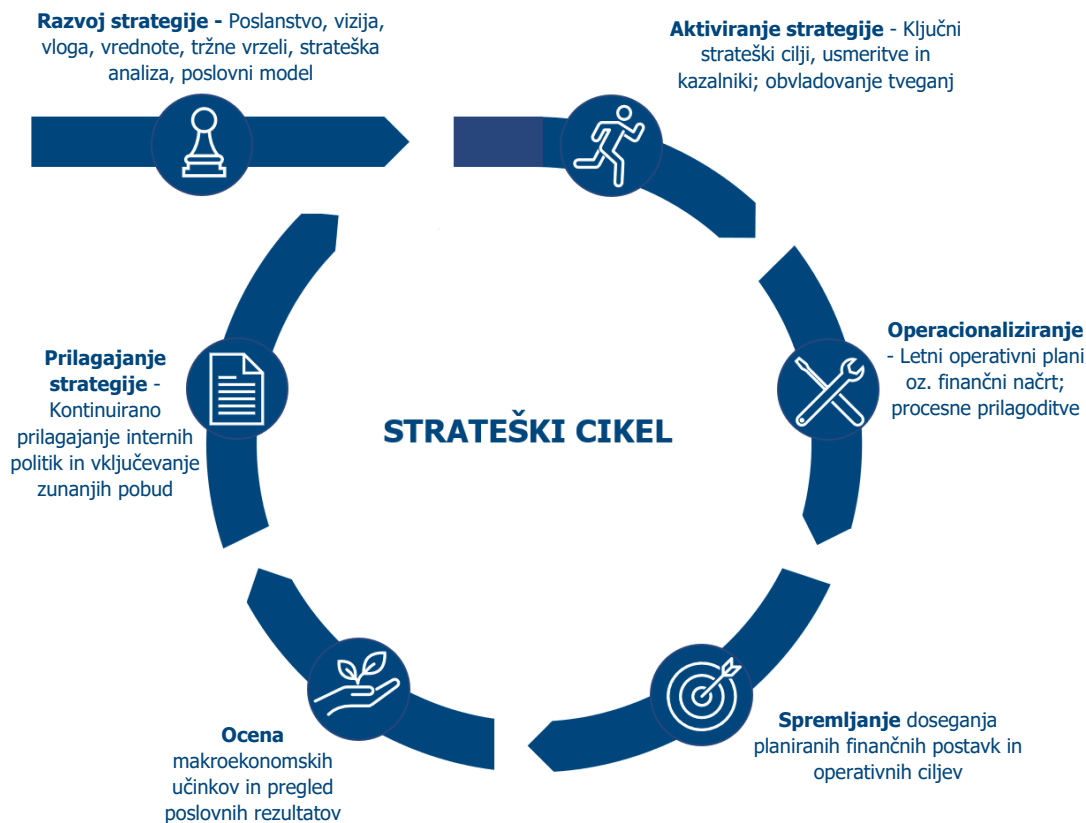 Razvoj strategije - Poslanstvo, vizija,
vloga, vrednote, tržne vrzeli, strateška
analiza, poslovni model
Aktiviranje strategije - Ključni
strateški cilji, usmeritve in
kazalniki; obvladovanje tveganj
Operacionaliziranje
- Letni operativni plani
oz. finančni načrt;
procesne prilagoditve
Prilagajanje
strategije -
Kontinuirano
prilagajanje internih
politik in vključevanje
zunanjih pobud
STRATEŠKI CIKEL
Spremljanje doseganja
planiranih finančnih postavk in
operativnih ciljev
Ocena
makroekonomskih
učinkov in pregled
poslovnih rezultatov